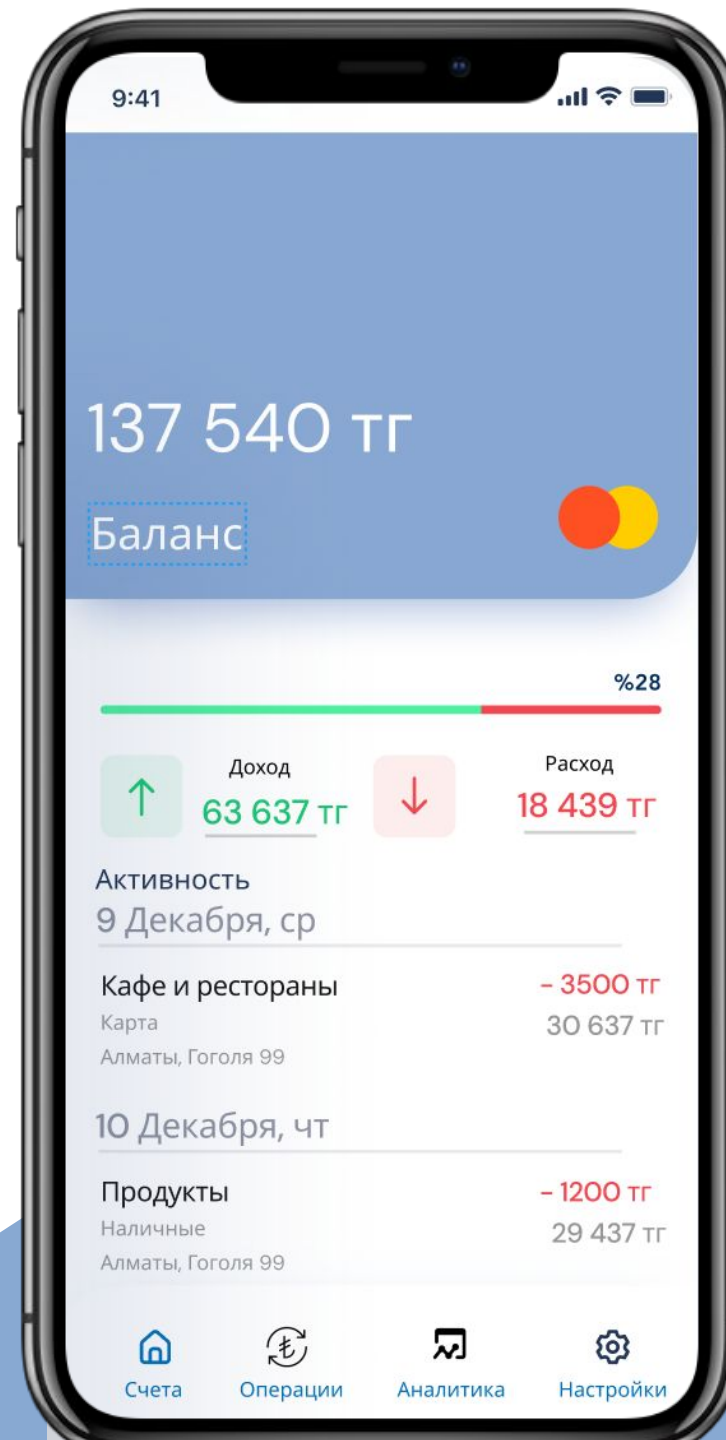 9:41
137 540 тг
Баланс
%28
Доход
Расход
63 637 тг
18 439 тг
Активность
9 Декабря, ср
Кафе и рестораны
- 3500 тг
Карта
30 637 тг
Алматы, Гоголя 99
10 Декабря, чт
Продукты
- 1200 тг
Наличные
29 437 тг
Алматы, Гоголя 99
Счета Операции Аналитика Настройки